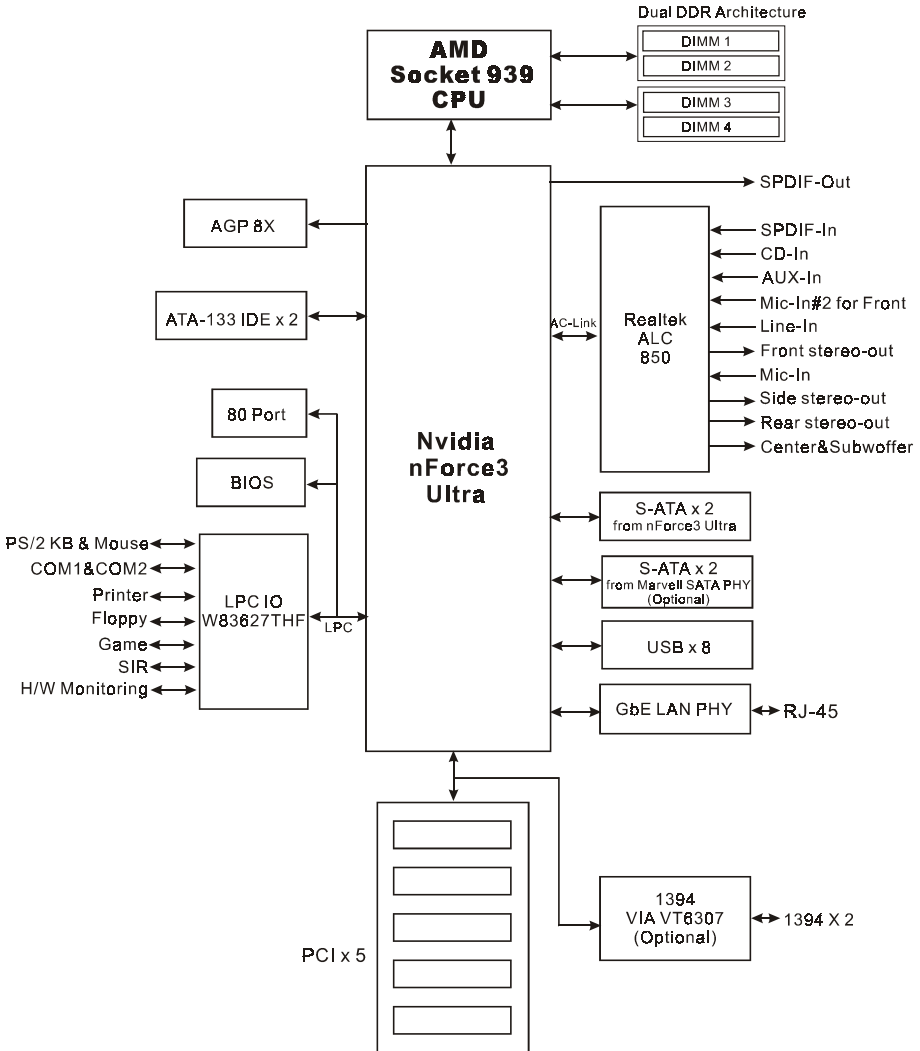 Dual DDR Architecture
AMD
Socket 939
CPU
DIMM 1
DIMM 2
DIMM 3
DIMM 4
SPDIF-Out
AGP 8X
SPDIF-In
CD-In
AUX-In
Mic-In#2 for Front
Line-In
Front stereo-out
Mic-In
Side stereo-out
Rear stereo-out
Center&Subwoffer
ATA-133 IDE x 2
AC-Link
Realtek
ALC
850
80 Port
Nvidia
nForce3
Ultra
BIOS
S-ATA x 2
from nForce3 Ultra
PS/2 KB & Mouse
COM1&COM2
Printer
Floppy
Game
SIR
H/W Monitoring
LPC IO
W83627THF
LPC
S-ATA x 2
from Marvell SATA PHY
(Optional)
USB x 8
GbE LAN PHY
RJ-45
PCI x 5
1394
VIA VT6307
(Optional)
1394 X 2